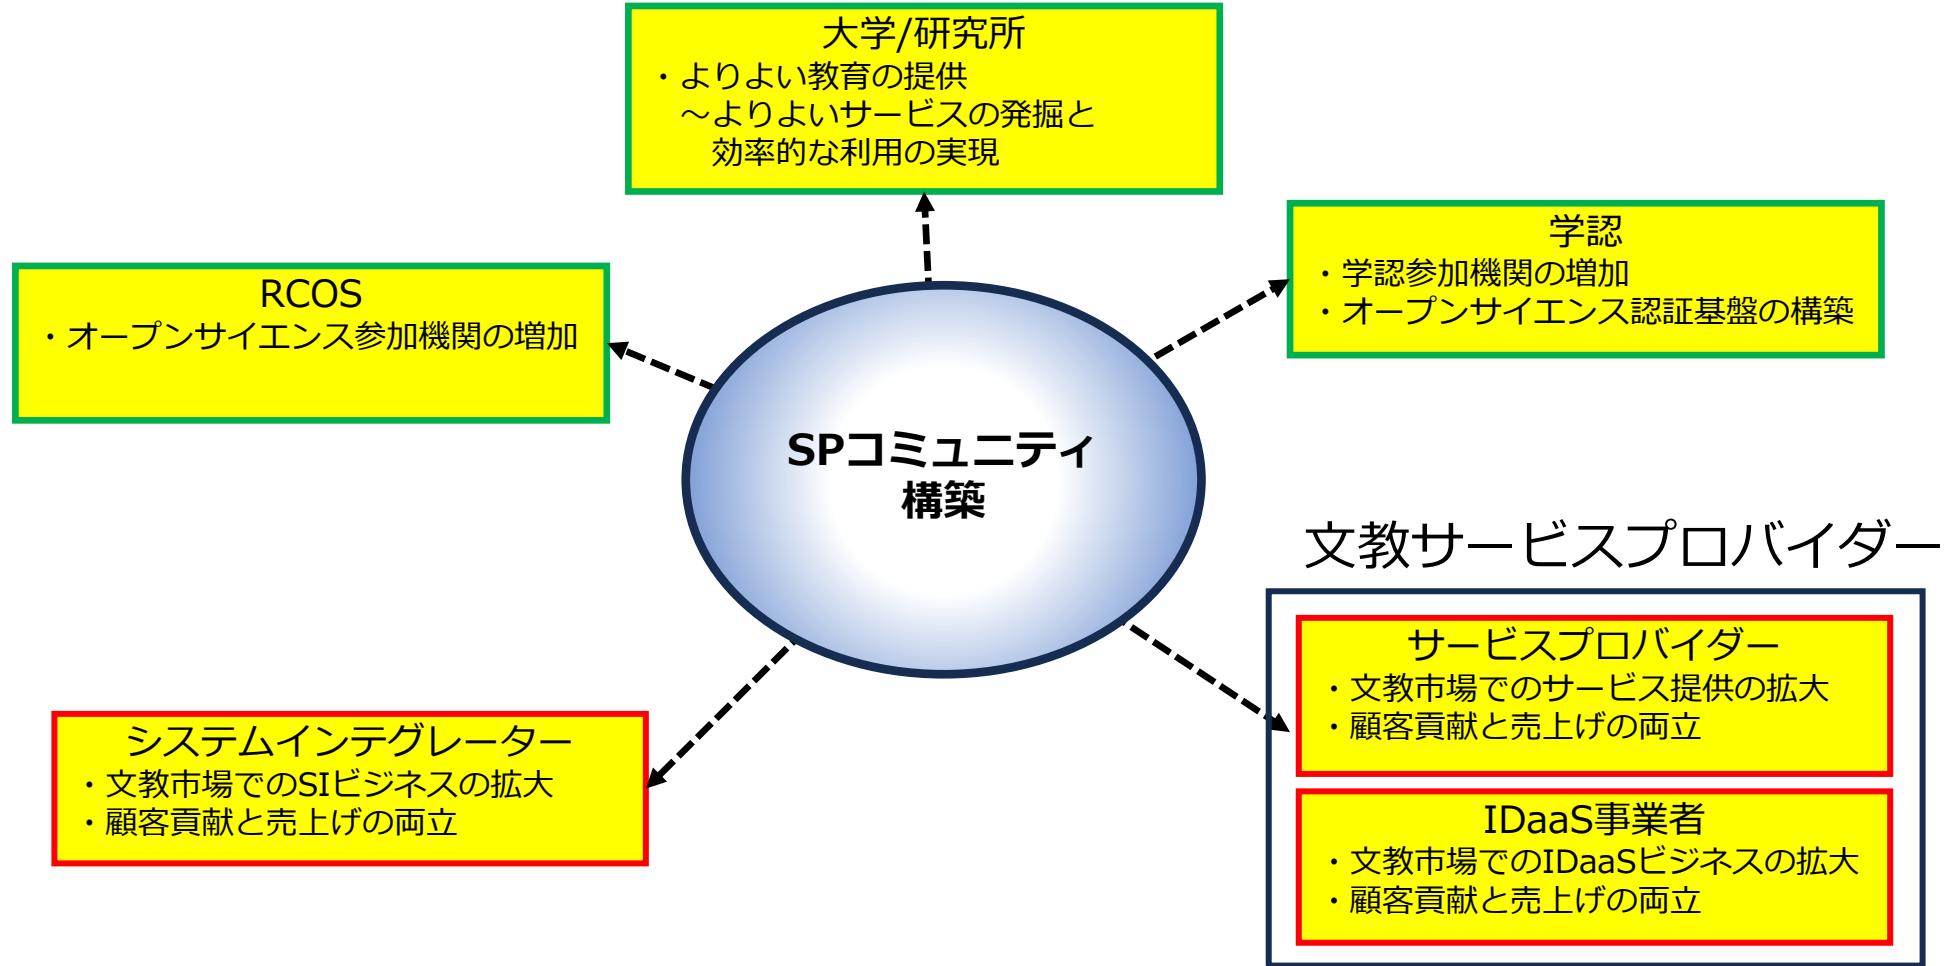 大学/研究所
・よりよい教育の提供
～よりよいサービスの発掘と
効率的な利用の実現
学認
・学認参加機関の増加
・オープンサイエンス認証基盤の構築
RCOS
・オープンサイエンス参加機関の増加
SPコミュニティ
構築
文教サービスプロバイダー
サービスプロバイダー
・文教市場でのサービス提供の拡大
・顧客貢献と売上げの両立
システムインテグレーター
・文教市場でのSIビジネスの拡大
・顧客貢献と売上げの両立
IDaaS事業者
・文教市場でのIDaaSビジネスの拡大
・顧客貢献と売上げの両立